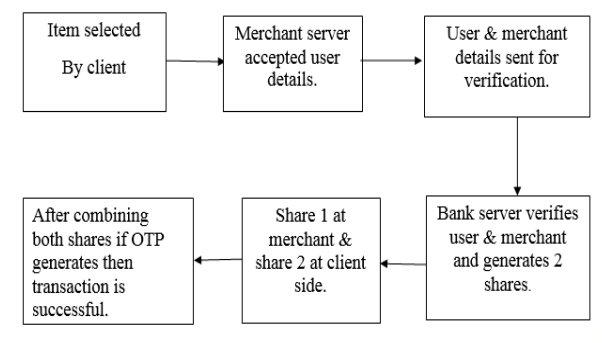 Item selected
By client
Merchant server
accepted user
details.
User & merchant
details sent for
verification.
Bank server verifies
user & merchant
and generates 2
shares.
Share 1 at
merchant &
share 2 at client
side.
After combining
both shares if OTP
generates then
transaction is
successful.